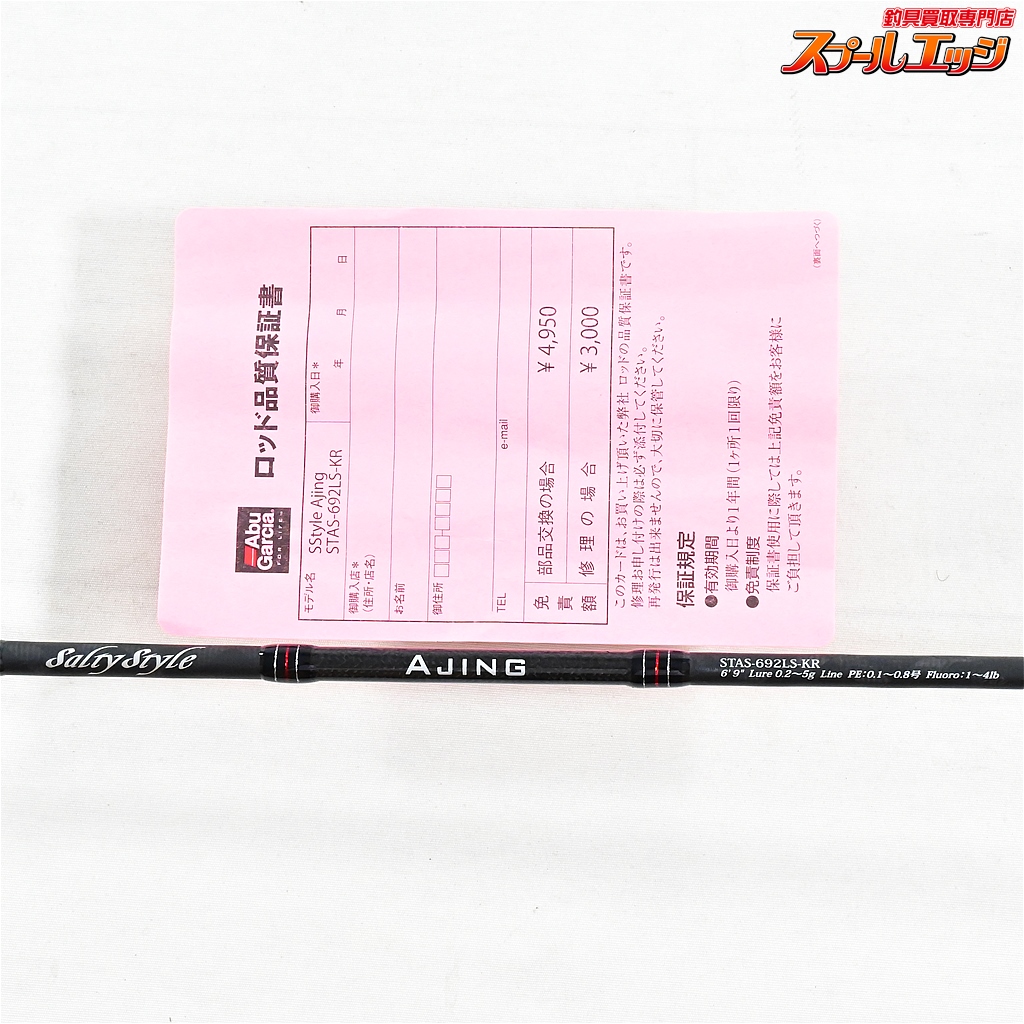 釣具買取専門店
スプールエッジ
Abu
Garcia
FOR LIFE
ロッド品質保証書
モデル名
SStyle Ajing
STAS-692LS-KR
御購入日*
年 月 日
御購入店*
(住所・店名)
お名前
御住所
TEL
e-mail
免責額
部品交換の場合 ¥4,950
修理の場合 ¥3,000
このカードは、お買い上げ頂いた弊社 ロッドの品質保証書です。
修理お申し付けの際は必ず添付してください。
再発行は出来ませんので、大切に保管してください。
保証規定
●有効期間
御購入日より1年間(1ヶ所1回限り)
●免責制度
保証書使用に際しては上記免責額をお客様に
ご負担して頂きます。
(裏面へつづく)
Salty Style
AJING
STAS-692LS-KR
6'9" Lure 0.2〜5g Line PE:0.1〜0.8号 Fluoro:1〜4lb